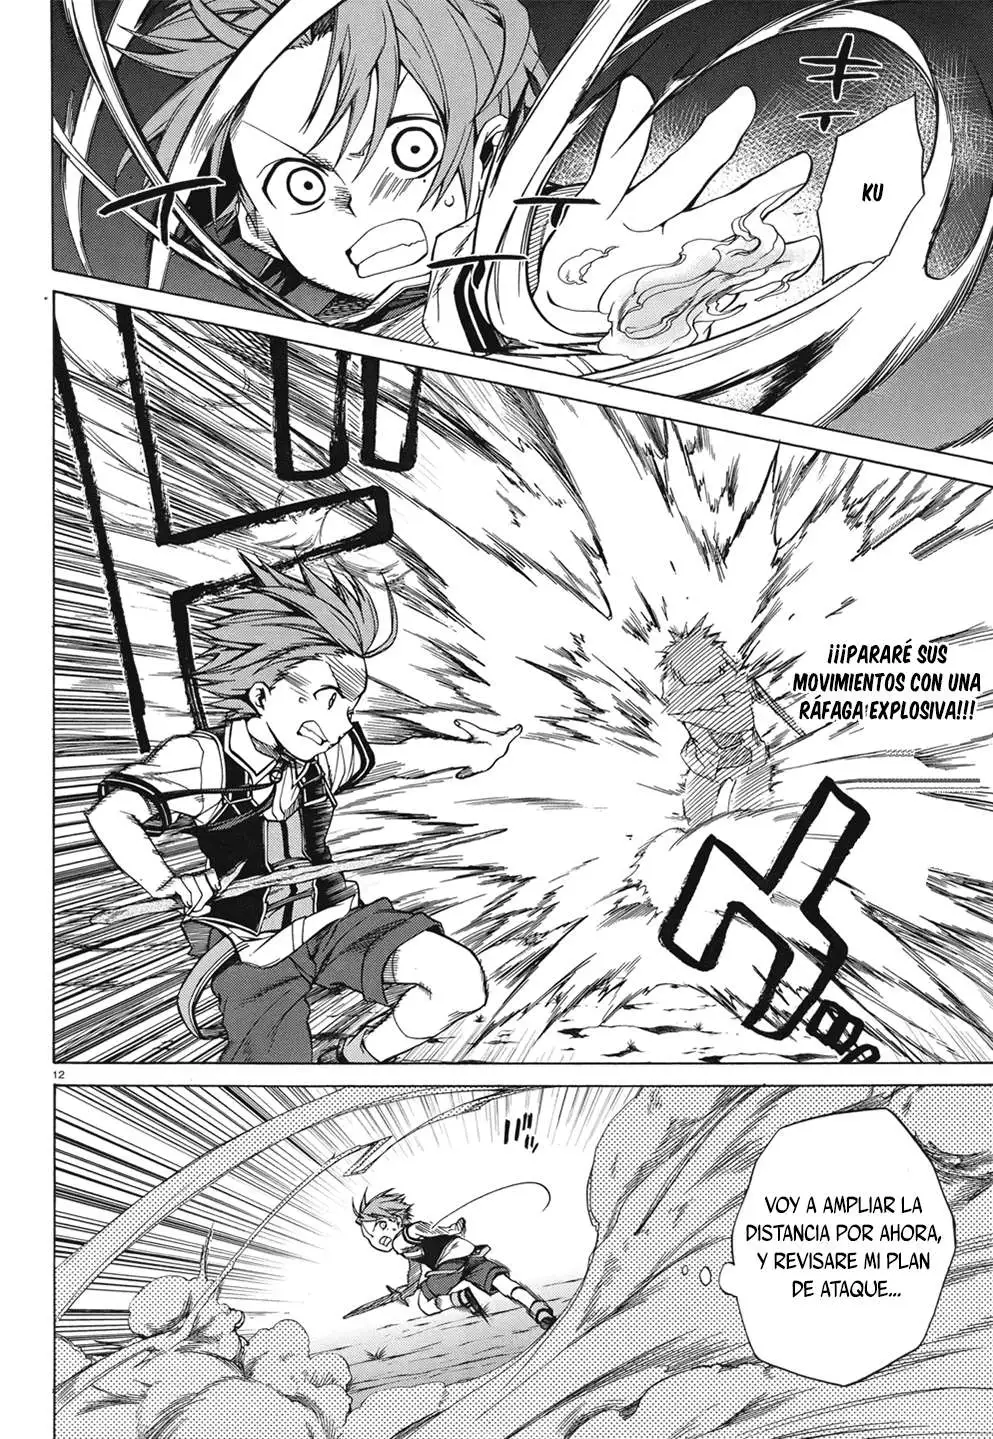 KU
¡¡¡PARARÉ SUS
MOVIMIENTOS CON UNA
RÁFAGA EXPLOSIVA!!!
12
VOY A AMPLIAR LA
DISTANCIA POR AHORA,
Y REVISARE MI PLAN
DE ATAQUE...